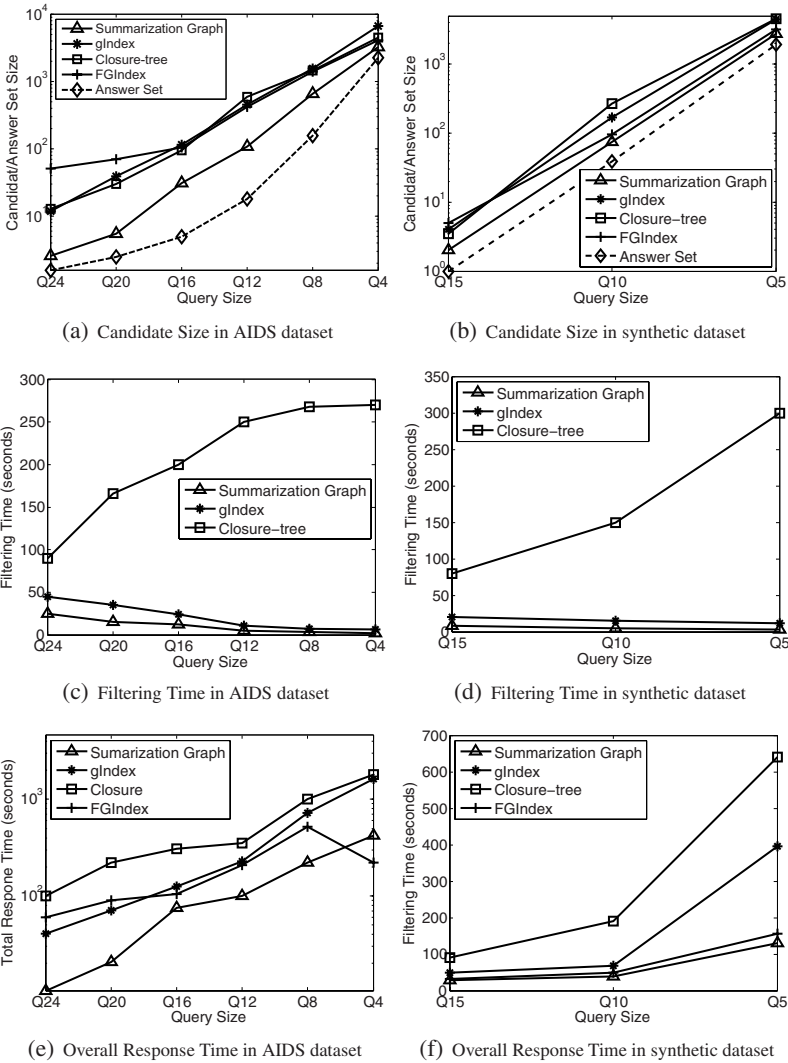 10^4
10^3
10^2
10
Candidat/Answer Set Size
Summarization Graph
gIndex
Closure-tree
FGIndex
Answer Set
Q24 Q20 Q16 Q12 Q8 Q4
Query Size
(a) Candidate Size in AIDS dataset
10^4
10^3
10^2
10^1
10^0
Candidat/Answer Set Size
Summarization Graph
gIndex
Closure-tree
FGIndex
Answer Set
Q15 Q10 Q5
Query Size
(b) Candidate Size in synthetic dataset
300
250
200
150
100
50
0
Filtering Time (seconds)
Summarization Graph
gIndex
Closure-tree
Q24 Q20 Q16 Q12 Q8 Q4
Query Size
(c) Filtering Time in AIDS dataset
350
300
250
200
150
100
50
0
Filtering Time (seconds)
Summarization Graph
gIndex
Closure-tree
Q15 Q10 Q5
Query Size
(d) Filtering Time in synthetic dataset
10^3
10^2
Total Respone Time (seconds)
Sumarization Graph
gIndex
Closure
FGIndex
Q24 Q20 Q16 Q12 Q8 Q4
Query Size
(e) Overall Response Time in AIDS dataset
700
600
500
400
300
200
100
0
Filtering Time (seconds)
Summarization Graph
gIndex
Closure-tree
FGIndex
Q15 Q10 Q5
Query Size
(f) Overall Response Time in synthetic dataset